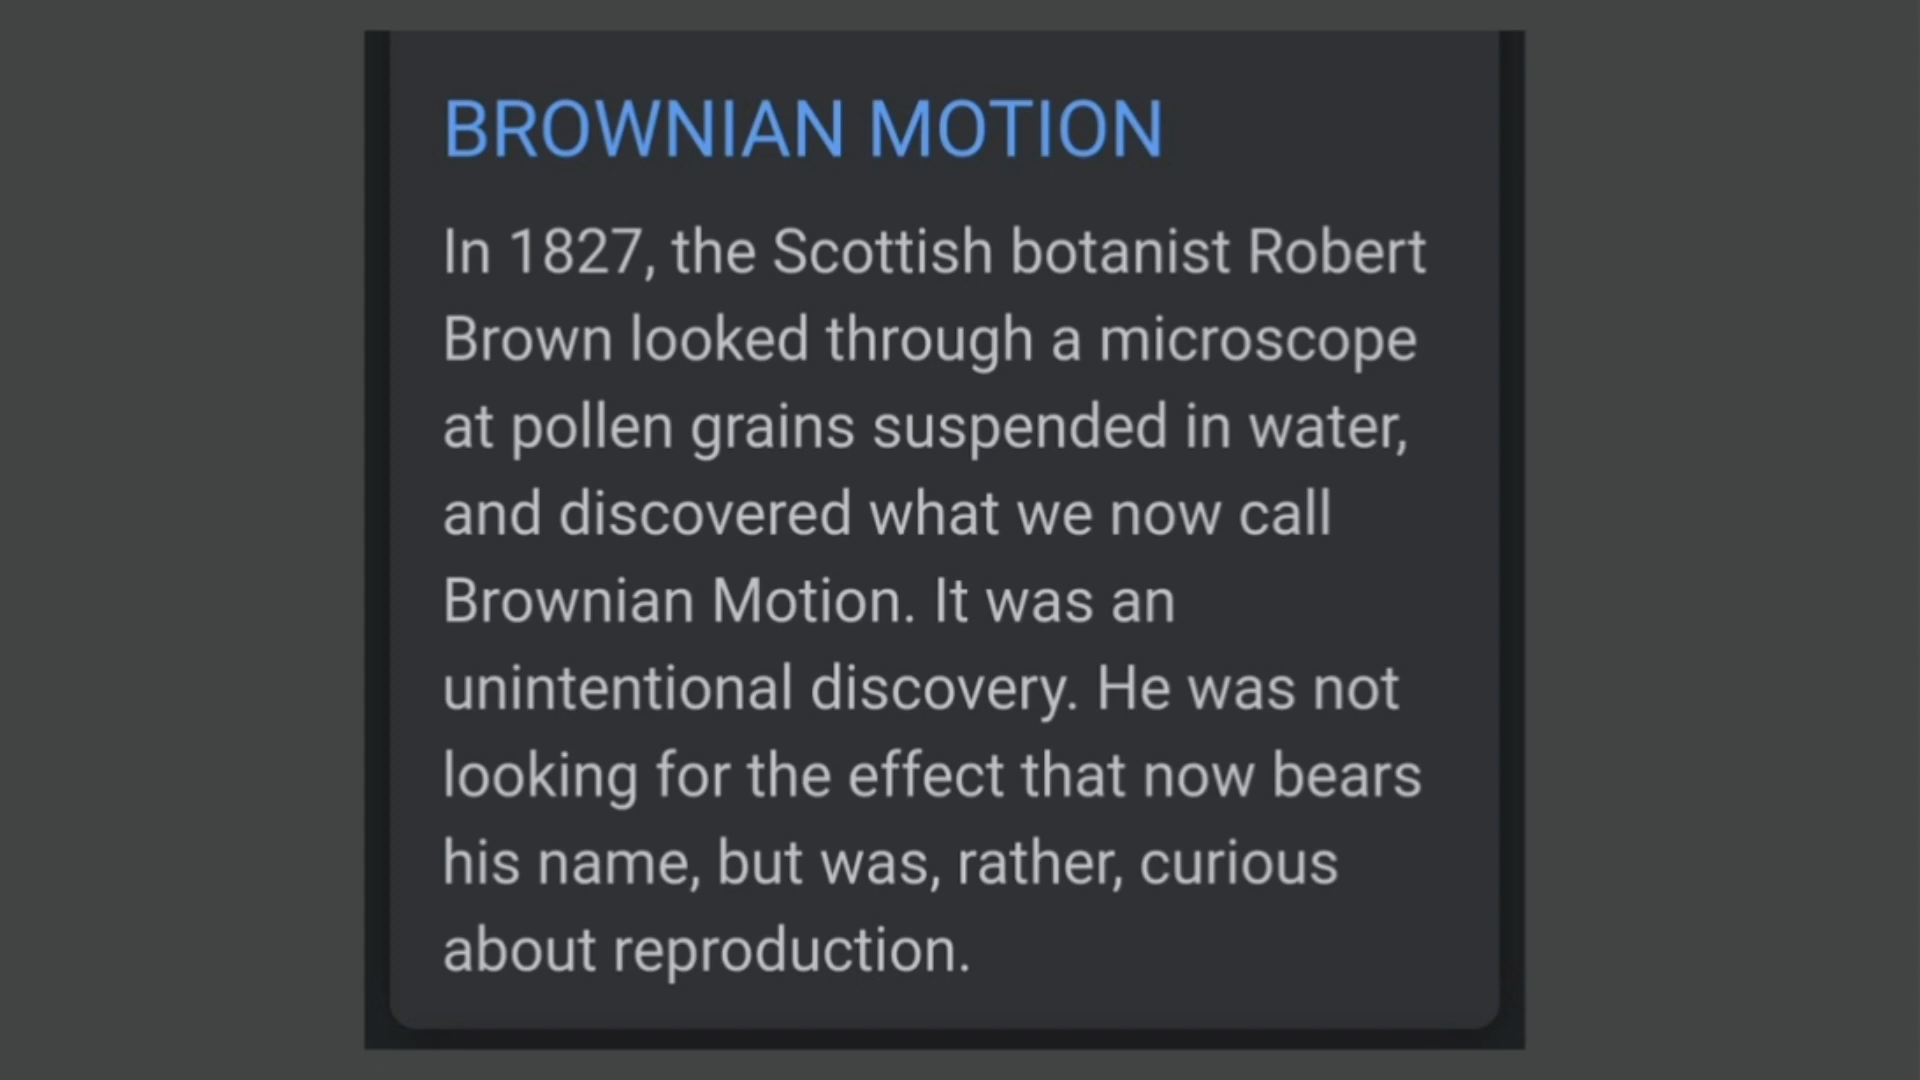 BROWNIAN MOTION
In 1827, the Scottish botanist Robert
Brown looked through a microscope
at pollen grains suspended in water,
and discovered what we now call
Brownian Motion. It was an
unintentional discovery. He was not
looking for the effect that now bears
his name, but was, rather, curious
about reproduction.